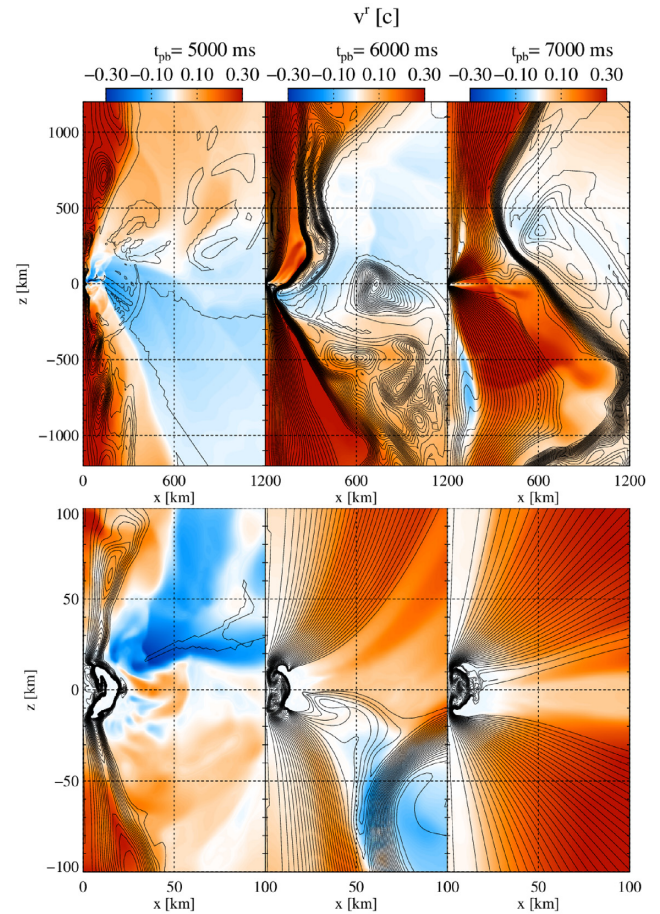 v^r [c]
t_pb= 5000 ms t_pb= 6000 ms t_pb= 7000 ms
−0.30 −0.10 0.10 0.30 −0.30 −0.10 0.10 0.30 −0.30 −0.10 0.10 0.30
1000
500
z [km]
0
−500
−1000
0 600 1200 600 1200 600 1200
x [km] x [km] x [km]
100
50
z [km]
0
−50
−100
0 50 100 50 100 50 100
x [km] x [km] x [km]